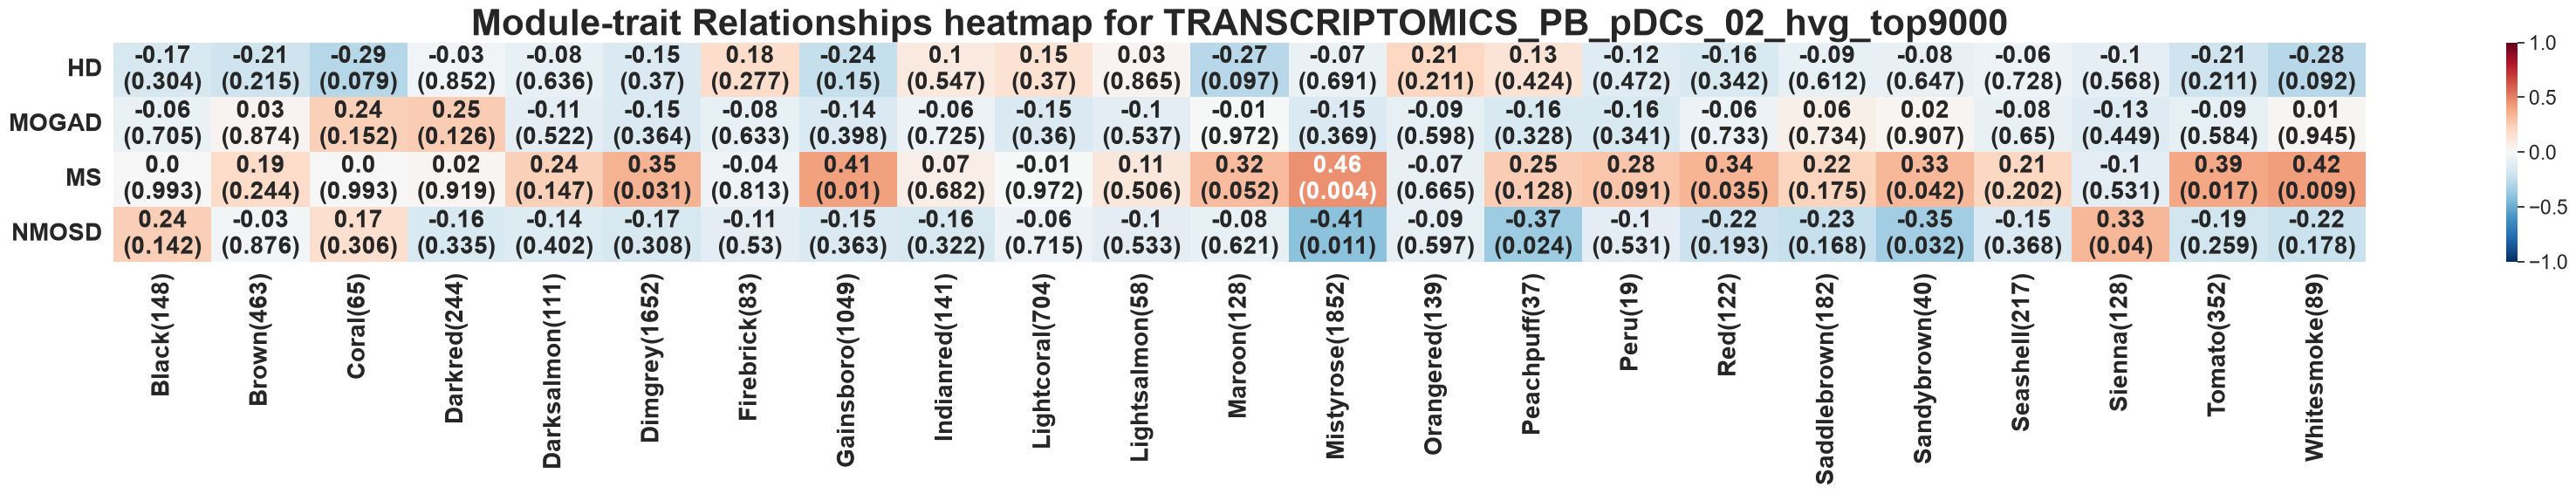 Module-trait Relationships heatmap for TRANSCRIPTOMICS_PB_pDCs_02_hvg_top9000
HD -0.17 -0.21 -0.29 -0.03 -0.08 -0.15 0.18 -0.24 0.1 0.15 0.03 -0.27 -0.07 0.21 0.13 -0.12 -0.16 -0.09 -0.08 -0.06 -0.1 -0.21 -0.28
(0.304) (0.215) (0.079) (0.852) (0.636) (0.37) (0.277) (0.15) (0.547) (0.37) (0.865) (0.097) (0.691) (0.211) (0.424) (0.472) (0.342) (0.612) (0.647) (0.728) (0.568) (0.211) (0.092)
MOGAD -0.06 0.03 0.24 0.25 -0.11 -0.15 -0.08 -0.14 -0.06 -0.15 -0.1 -0.01 -0.15 -0.09 -0.16 -0.16 -0.06 0.06 0.02 -0.08 -0.13 -0.09 0.01
(0.705) (0.874) (0.152) (0.126) (0.522) (0.364) (0.633) (0.398) (0.725) (0.36) (0.537) (0.972) (0.369) (0.598) (0.328) (0.341) (0.733) (0.734) (0.907) (0.65) (0.449) (0.584) (0.945)
MS 0.0 0.19 0.0 0.02 0.24 0.35 -0.04 0.41 0.07 -0.01 0.11 0.32 0.46 -0.07 0.25 0.28 0.34 0.22 0.33 0.21 -0.1 0.39 0.42
(0.993) (0.244) (0.993) (0.919) (0.147) (0.031) (0.813) (0.01) (0.682) (0.972) (0.506) (0.052) (0.004) (0.665) (0.128) (0.091) (0.035) (0.175) (0.042) (0.202) (0.531) (0.017) (0.009)
NMOSD 0.24 -0.03 0.17 -0.16 -0.14 -0.17 -0.11 -0.15 -0.16 -0.06 -0.1 -0.08 -0.41 -0.09 -0.37 -0.1 -0.22 -0.23 -0.35 -0.15 0.33 -0.19 -0.22
(0.142) (0.876) (0.306) (0.335) (0.402) (0.308) (0.53) (0.363) (0.322) (0.715) (0.533) (0.621) (0.011) (0.597) (0.024) (0.531) (0.193) (0.168) (0.032) (0.368) (0.04) (0.259) (0.178)
Black(148)
Brown(463)
Coral(65)
Darkred(244)
Darksalmon(111)
Dimgrey(1652)
Firebrick(83)
Gainsboro(1049)
Indianred(141)
Lightcoral(704)
Lightsalmon(58)
Maroon(128)
Mistyrose(1852)
Orangered(139)
Peachpuff(37)
Peru(19)
Red(122)
Saddlebrown(182)
Sandybrown(40)
Seashell(217)
Sienna(128)
Tomato(352)
Whitesmoke(89)
1.0
0.5
0.0
−0.5
−1.0